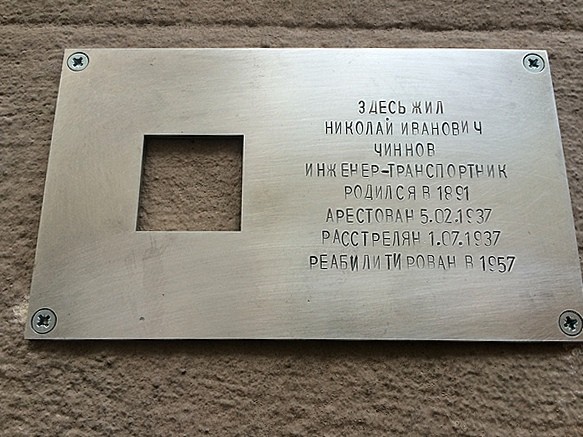 ЗДЕСЬ ЖИЛ
НИКОЛАЙ ИВАНОВИЧ
ЧИННОВ
ИНЖЕНЕР-ТРАНСПОРТНИК
РОДИЛСЯ В 1891
АРЕСТОВАН 5.02.1937
РАССТРЕЛЯН 1.07.1937
РЕАБИЛИТИРОВАН В 1957